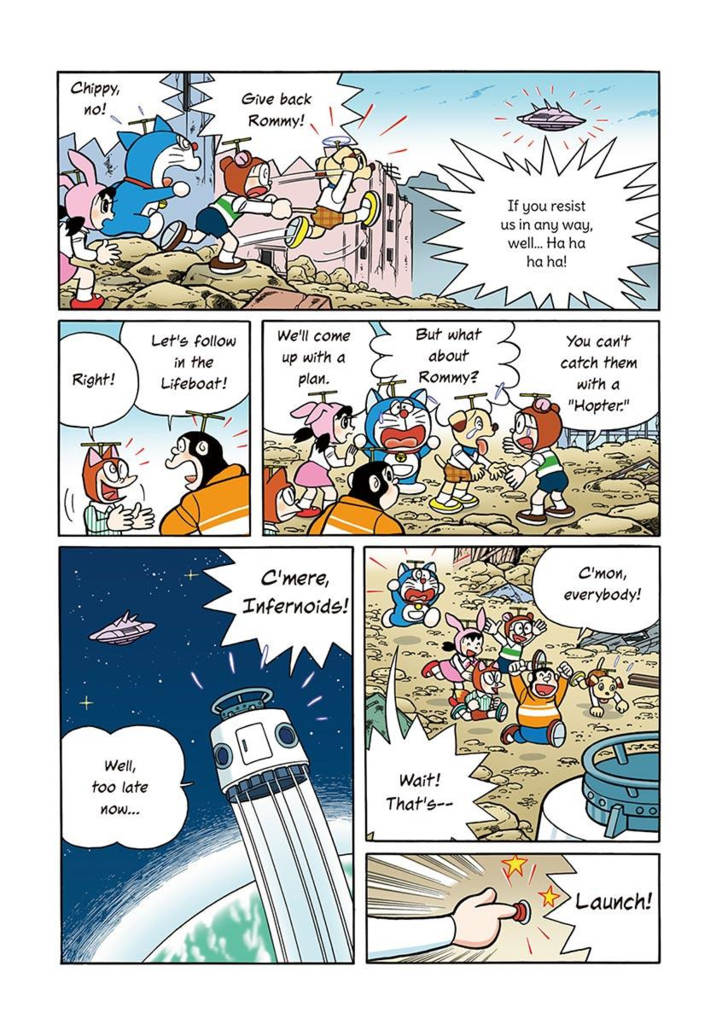 Chippy,
no!
Give back
Rommy!
If you resist
us in any way,
well... Ha ha
ha ha!
Right!
Let's follow
in the
Lifeboat!
We'll come
up with a
plan.
But what
about
Rommy?
You can't
catch them
with a
"Hopter."
C'mere,
Infernoids!
Well,
too late
now...
C'mon,
everybody!
Wait!
That's--
Launch!